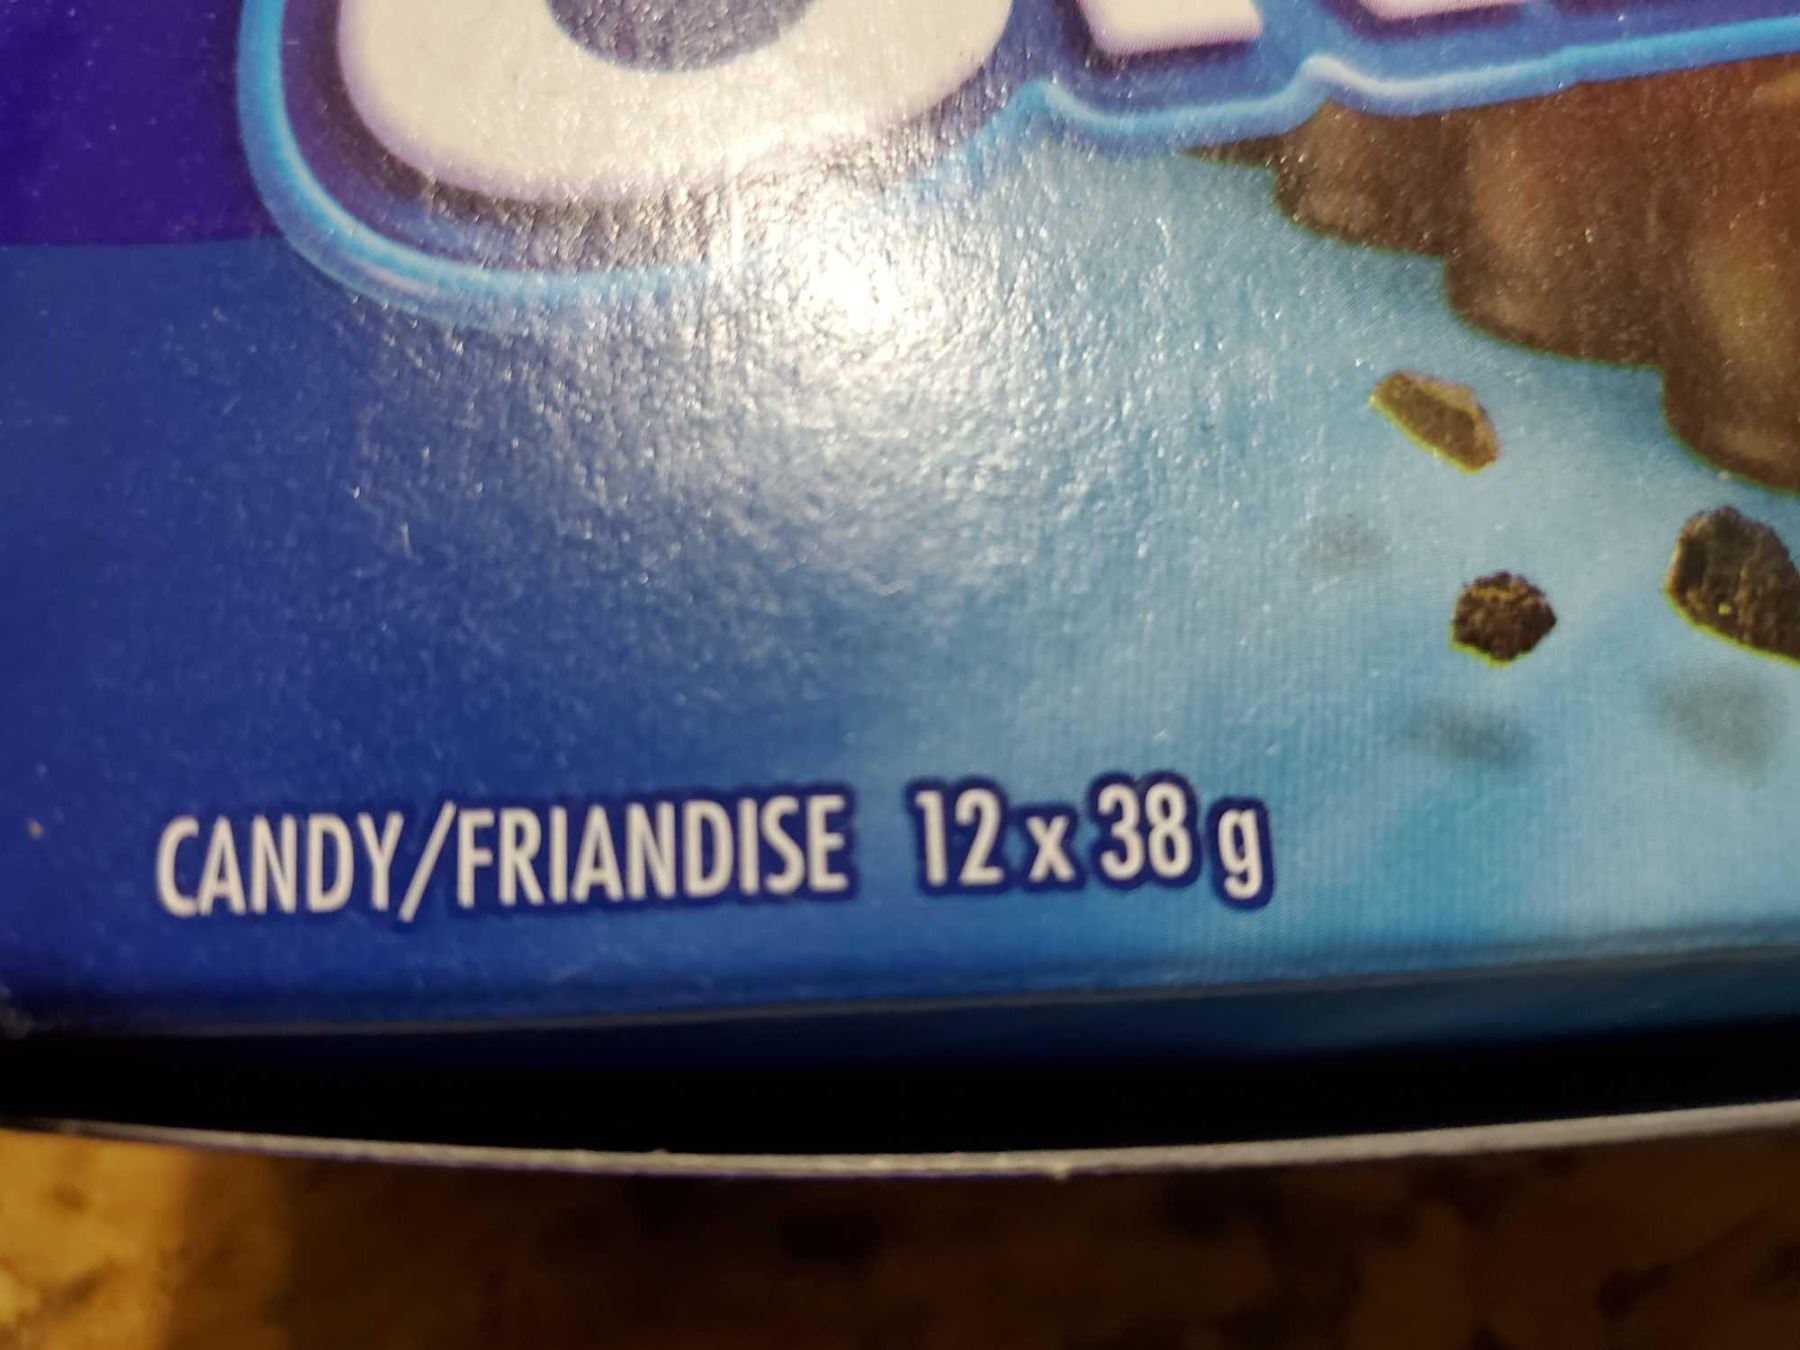 CANDY/FRIANDISE 12 x 38 g